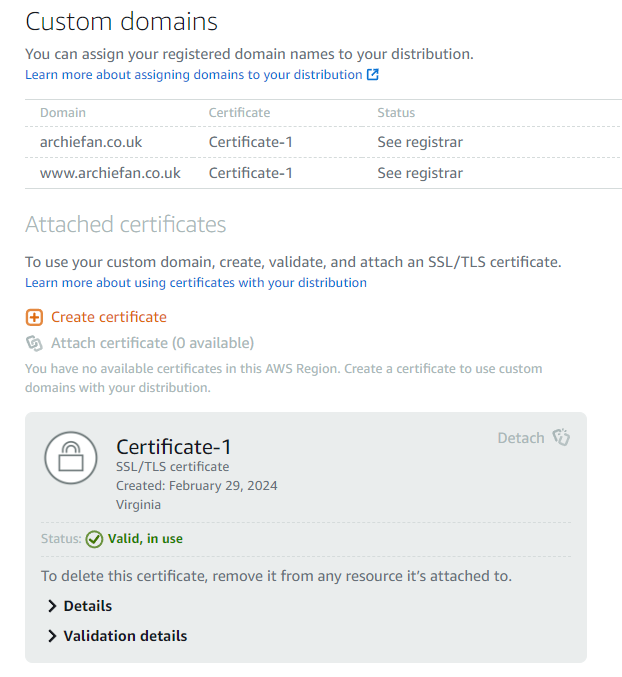 Custom domains
You can assign your registered domain names to your distribution.
Learn more about assigning domains to your distribution
Domain Certificate Status
archiefan.co.uk Certificate-1 See registrar
www.archiefan.co.uk Certificate-1 See registrar
Attached certificates
To use your custom domain, create, validate, and attach an SSL/TLS certificate.
Learn more about using certificates with your distribution
Create certificate
Attach certificate (0 available)
You have no available certificates in this AWS Region. Create a certificate to use custom
domains with your distribution.
Detach
Certificate-1
SSL/TLS certificate
Created: February 29, 2024
Virginia
Status: Valid, in use
To delete this certificate, remove it from any resource it's attached to.
Details
Validation details